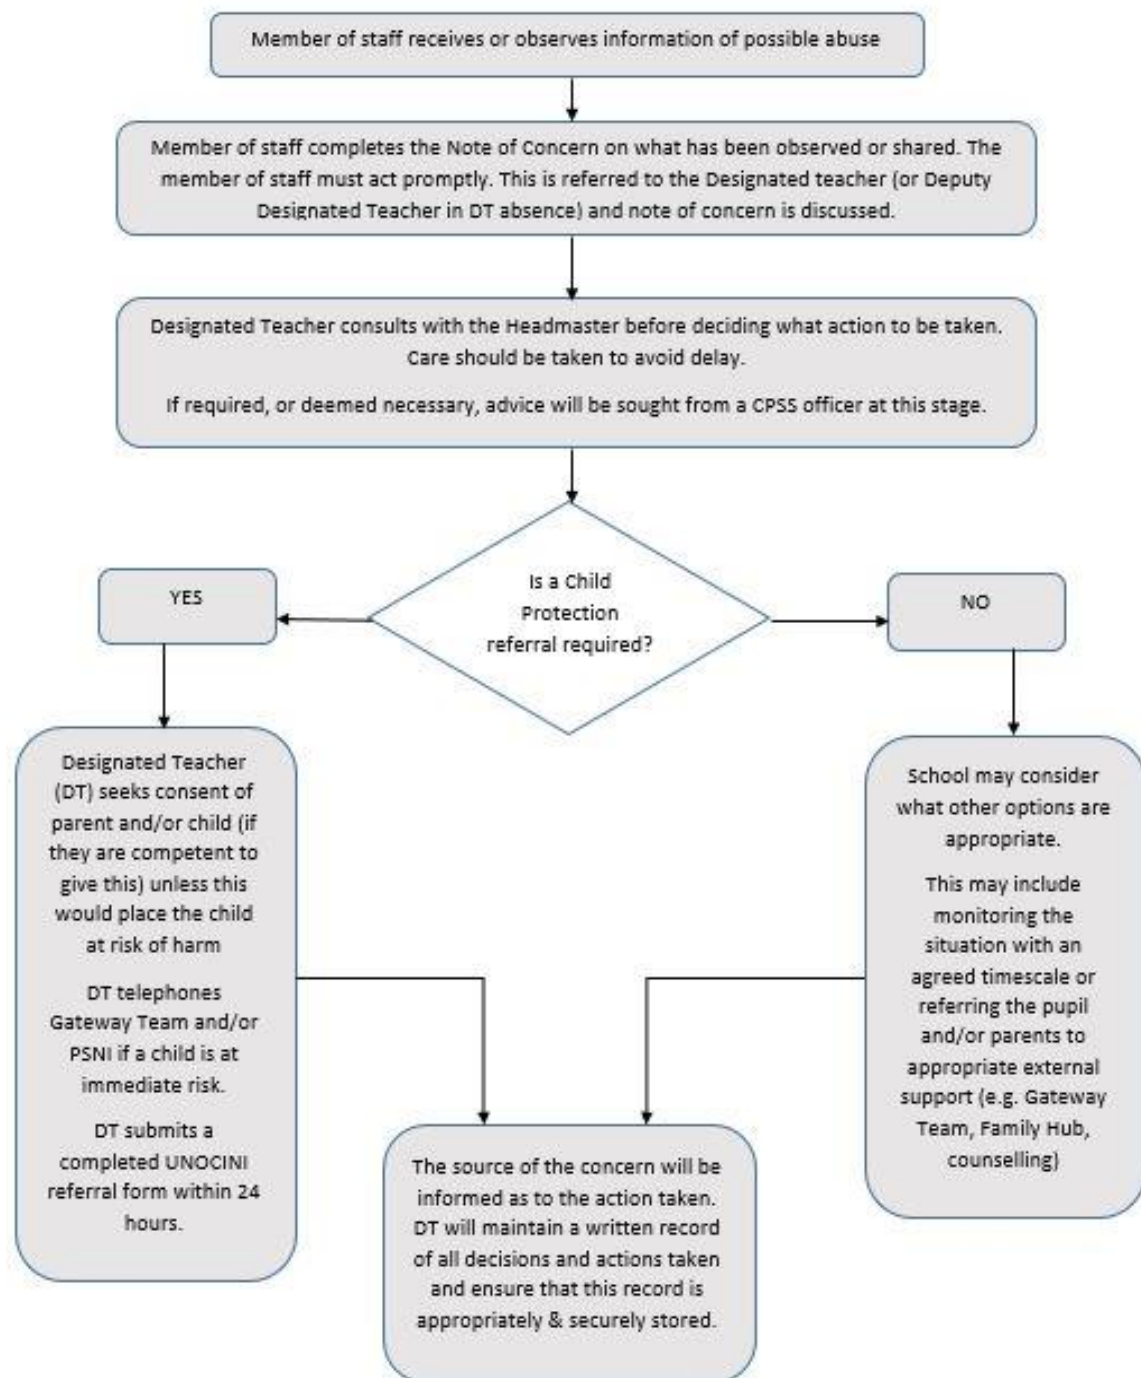 Member of staff receives or observes information of possible abuse
Member of staff completes the Note of Concern on what has been observed or shared. The
member of staff must act promptly. This is referred to the Designated teacher (or Deputy
Designated Teacher in DT absence) and note of concern is discussed.
Designated Teacher consults with the Headmaster before deciding what action to be taken.
Care should be taken to avoid delay.
If required, or deemed necessary, advice will be sought from a CPSS officer at this stage.
Is a Child
Protection
referral required?
YES
NO
Designated Teacher
(DT) seeks consent of
parent and/or child (if
they are competent to
give this) unless this
would place the child
at risk of harm
DT telephones
Gateway Team and/or
PSNI if a child is at
immediate risk.
DT submits a
completed UNOCINI
referral form within 24
hours.
School may consider
what other options are
appropriate.
This may include
monitoring the
situation with an
agreed timescale or
referring the pupil
and/or parents to
appropriate external
support (e.g. Gateway
Team, Family Hub,
counselling)
The source of the concern will be
informed as to the action taken.
DT will maintain a written record
of all decisions and actions taken
and ensure that this record is
appropriately & securely stored.